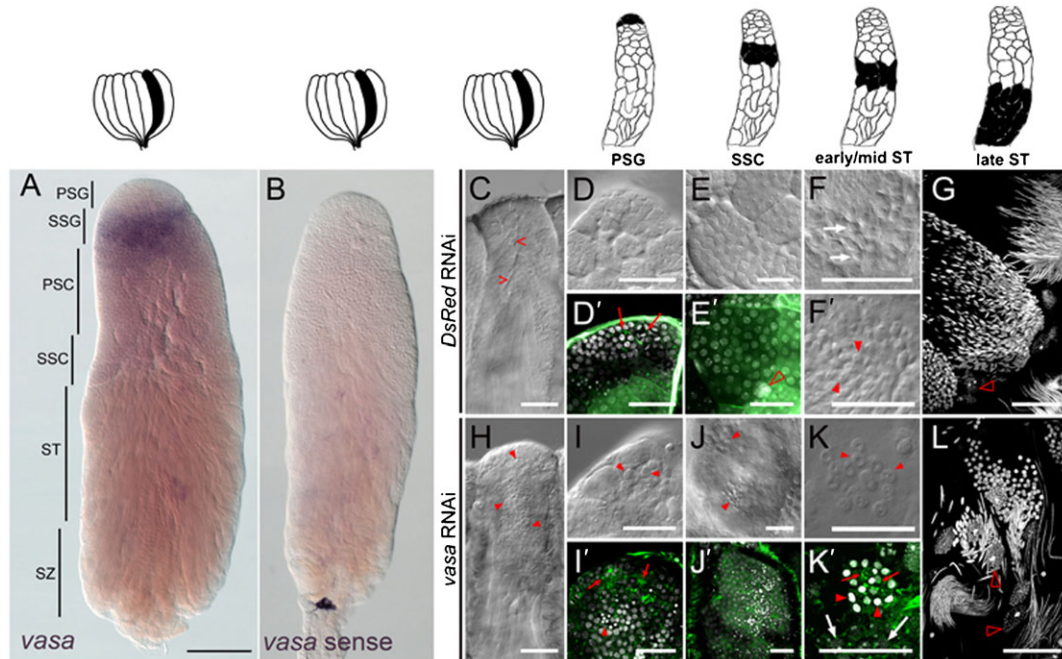 PSG
SSC
early/mid ST
late ST
A
B
C
D
E
F
G
PSG
SSG
PSC
SSC
ST
SZ
DsRed RNAi
D'
E'
F'
H
I
J
K
L
vasa RNAi
I'
J'
K'
vasa
vasa sense